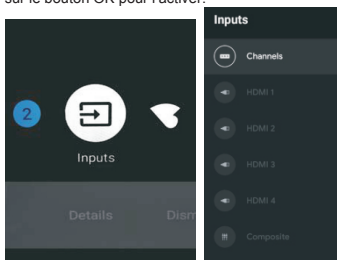 sur le bouton OK pour l'activer.
2
Inputs
Details Dism
Inputs
Channels
HDMI 1
HDMI 2
HDMI 3
HDMI 4
Composite